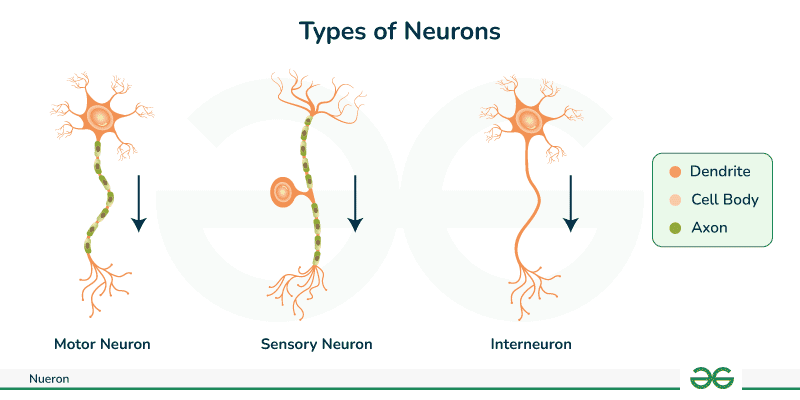 Types of Neurons
Dendrite
Cell Body
Axon
Motor Neuron
Sensory Neuron
Interneuron
Nueron